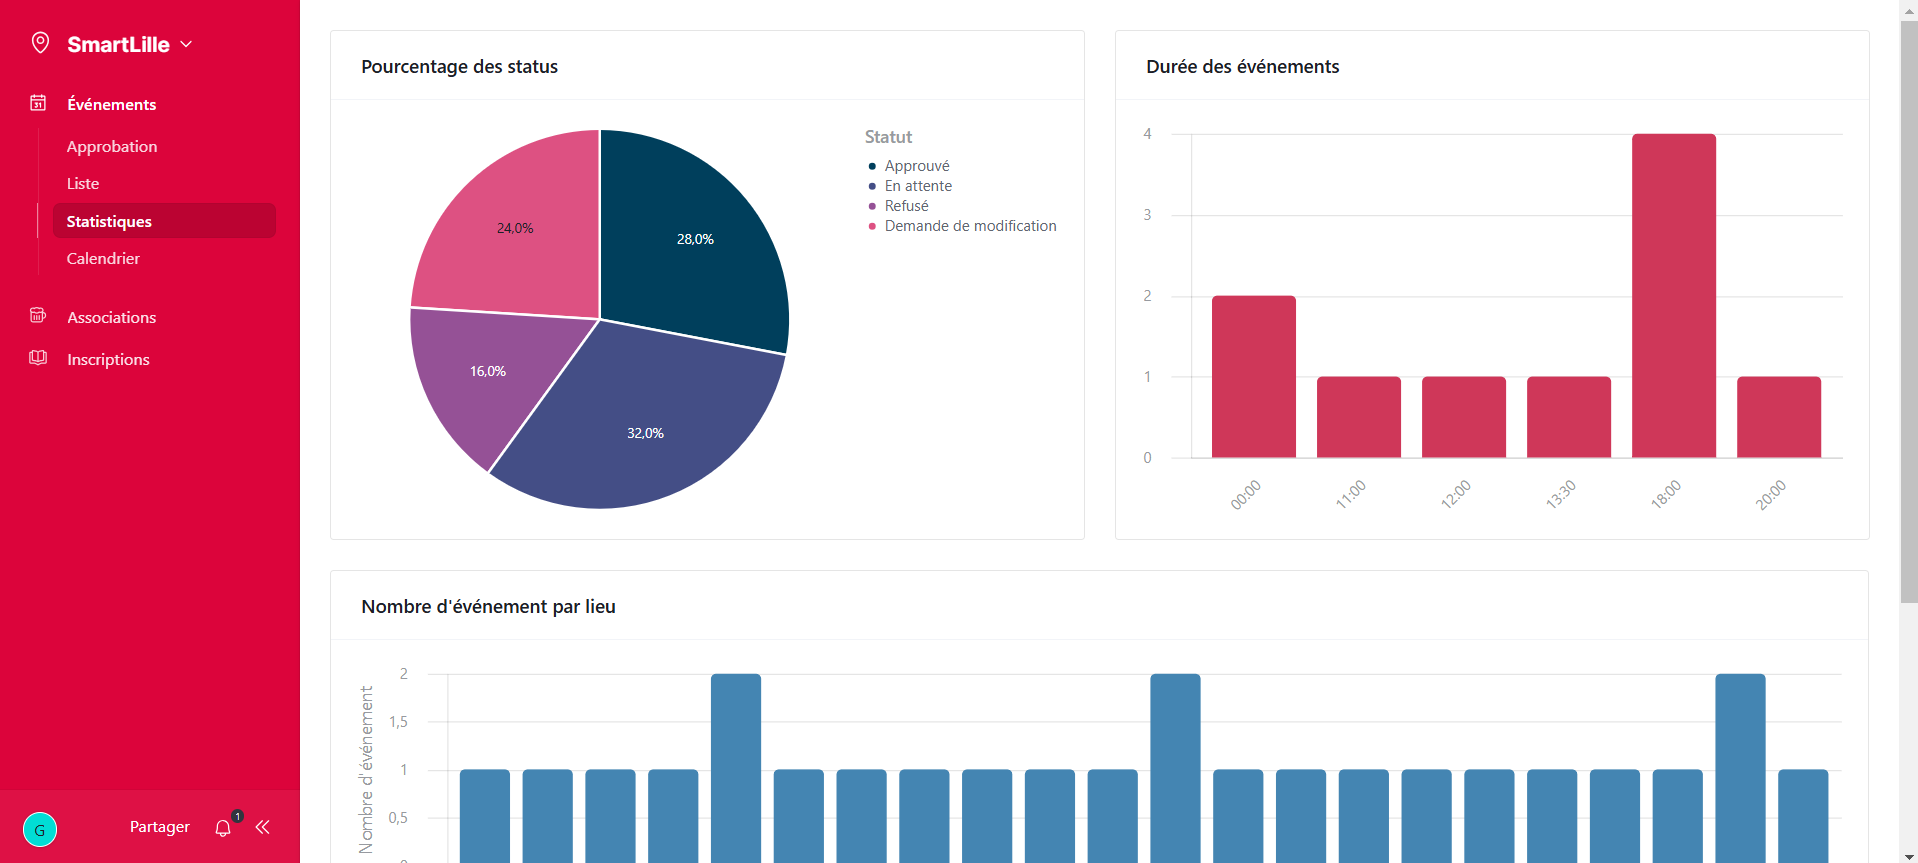 SmartLille
Événements
Approbation
Liste
Statistiques
Calendrier
Associations
Inscriptions
G
Partager
1
Pourcentage des status
24,0%
28,0%
16,0%
32,0%
Statut
Approuvé
En attente
Refusé
Demande de modification
Durée des événements
4
3
2
1
0
00:00
11:00
12:00
13:30
18:00
20:00
Nombre d'événement par lieu
Nombre d'événement
2
1,5
1
0,5
0